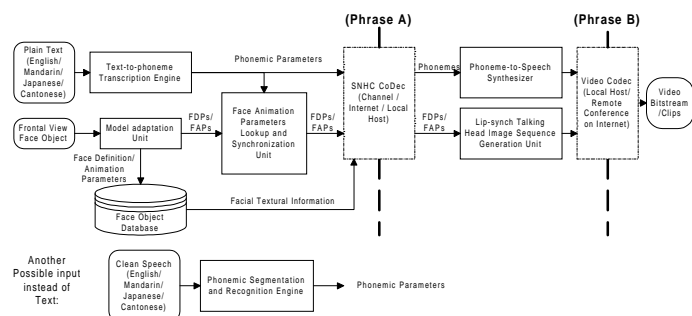 (Phrase A)
(Phrase B)
Plain Text
(English/
Mandarin/
Japanese/
Cantonese)
Text-to-phoneme
Transcription Engine
Phonemic Parameters
SNHC CoDec
(Channel /
Internet / Local
Host)
Phonemes
Phoneme-to-Speech
Synthesizer
Video Codec
(Local Host/
Remote
Conference
on Internet)
Video
Bitstream
/Clips
Frontal View
Face Object
Model adaptation
Unit
FDPs/
FAPs
Face Animation
Parameters
Lookup and
Synchronization
Unit
FDPs/
FAPs
FDPs/
FAPs
Lip-synch Talking
Head Image Sequence
Generation Unit
Face Definition/
Animation
Parameters
Face Object
Database
Facial Textural Information
Another
Possible input
instead of
Text:
Clean Speech
(English/
Mandarin/
Japanese/
Cantonese)
Phonemic Segmentation
and Recognition Engine
Phonemic Parameters